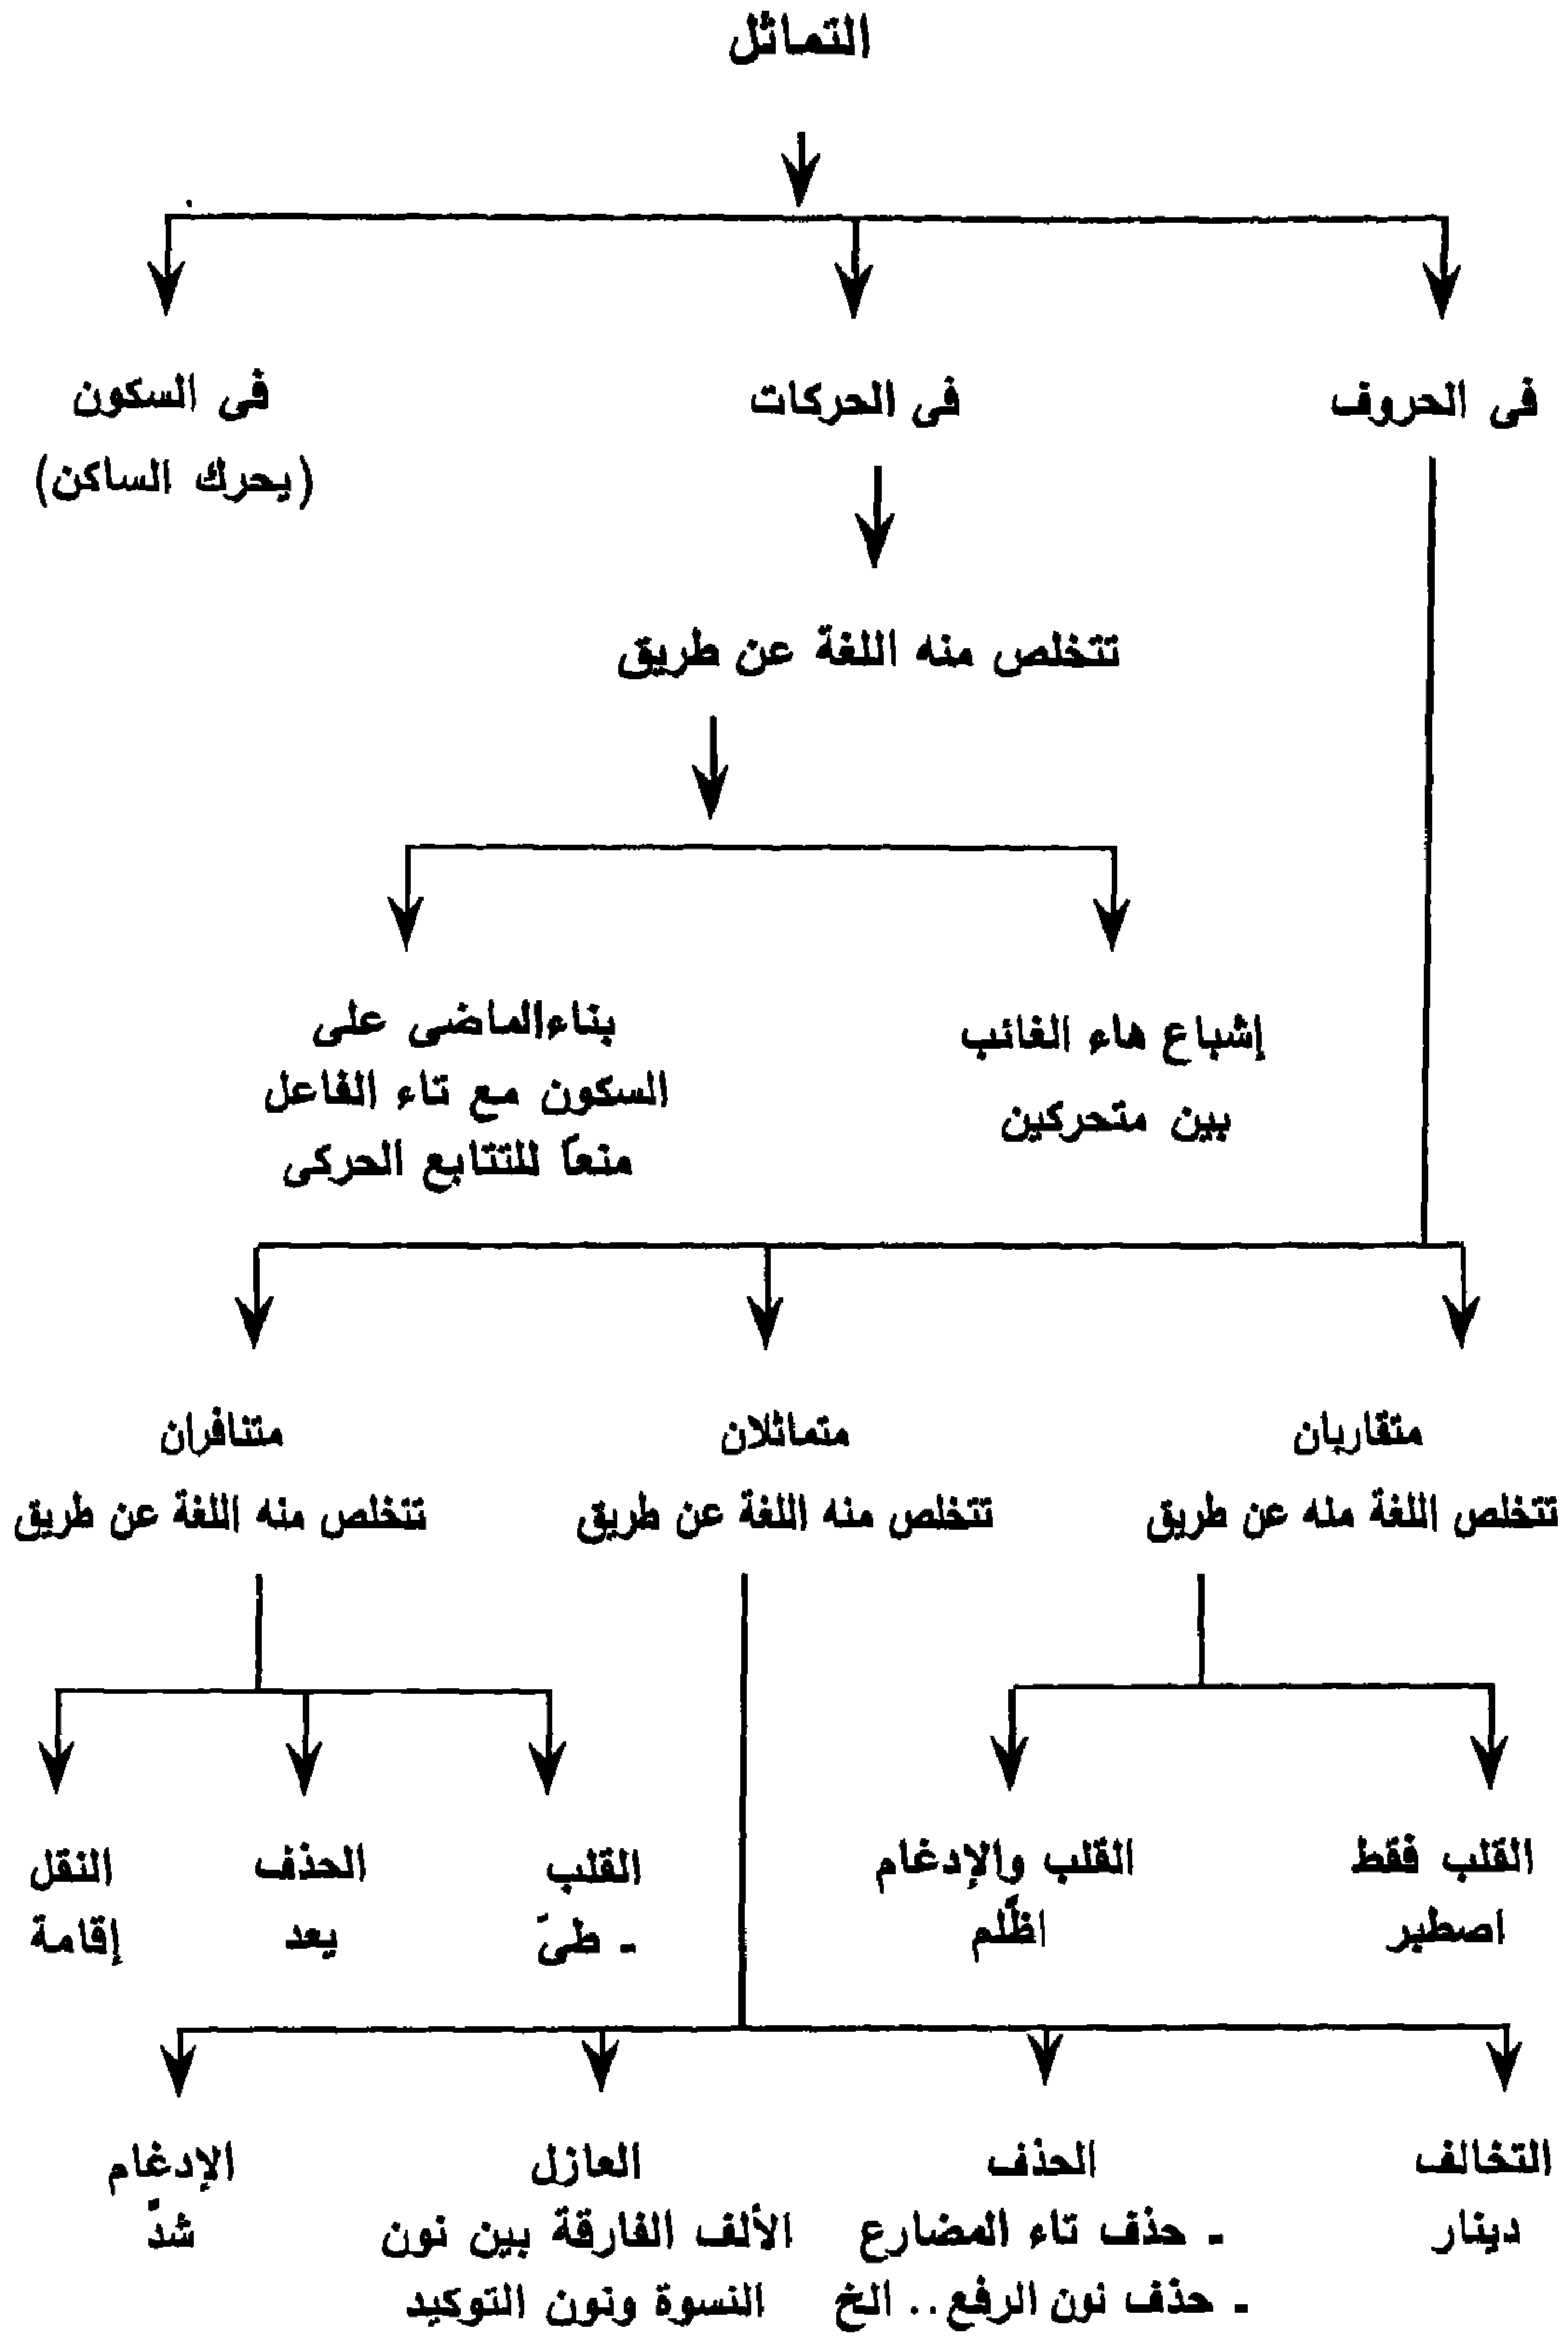 التماثل
فى الحروف
فى الحركات
فى السكون
(يحرك الساكن)
تتخلص منه اللغة عن طريق
إشباع هاء الغائب
بين متحركين
بناء الماضى على
السكون مع تاء الفاعل
منعاً للتتابع الحركى
متقاربان
تتخلص اللغة منه عن طريق
متماثلان
تتخلص منه اللغة عن طريق
متنافران
تتخلص منه اللغة عن طريق
القلب فقط
اصطبر
القلب والإدغام
اظّلم
القلب
- طىّ
الحذف
يعد
النقل
إقامة
التخالف
دينار
الحذف
- حذف تاء المضارع
- حذف نون الرفع.. الخ
العازل
الألف الفارقة بين نون
النسوة ونون التوكيد
الإدغام
شدّ